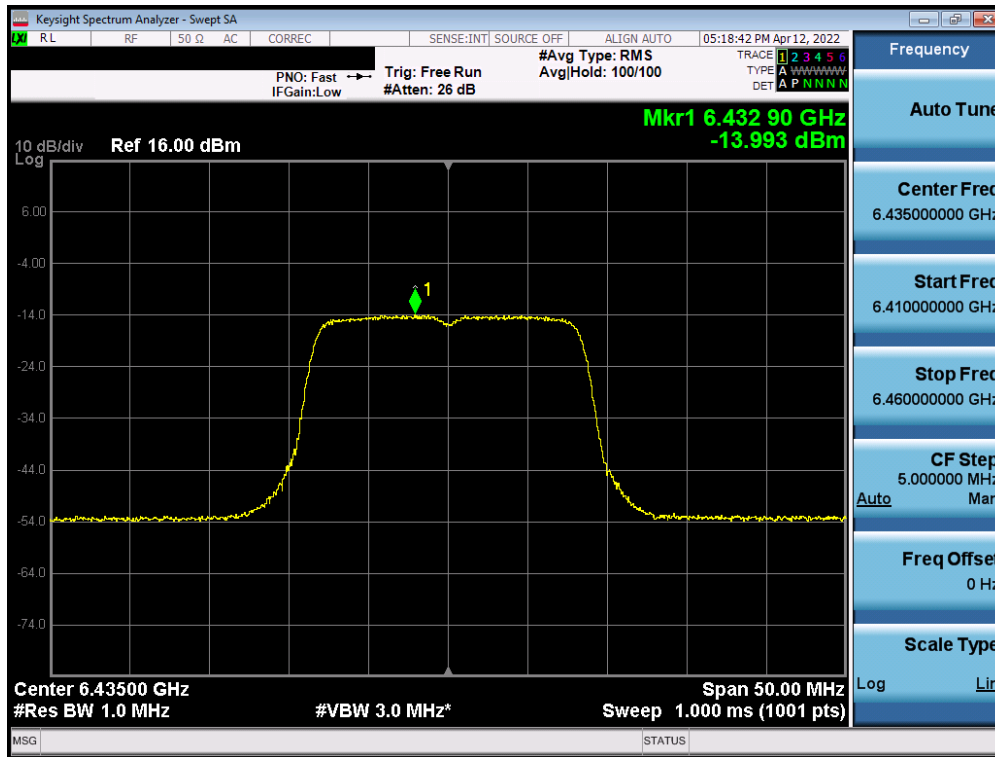 Keysight Spectrum Analyzer - Swept SA
LXI RL RF 50 Ω AC CORREC SENSE:INT SOURCE OFF ALIGN AUTO 05:18:42 PM Apr 12, 2022
Frequency
PNO: Fast
IFGain:Low
Trig: Free Run
#Atten: 26 dB
#Avg Type: RMS
Avg|Hold: 100/100
TRACE 1 2 3 4 5 6
TYPE A WWWWW
DET A P N N N N
Mkr1 6.432 90 GHz
-13.993 dBm
10 dB/div Ref 16.00 dBm
Log
6.00
-4.00
-14.0
-24.0
-34.0
-44.0
-54.0
-64.0
-74.0
1
Center 6.43500 GHz
Span 50.00 MHz
#Res BW 1.0 MHz
#VBW 3.0 MHz*
Sweep 1.000 ms (1001 pts)
MSG
STATUS
Auto Tune
Center Freq
6.435000000 GHz
Start Freq
6.410000000 GHz
Stop Freq
6.460000000 GHz
CF Step
5.000000 MHz
Auto Man
Freq Offset
0 Hz
Scale Type
Log Lin